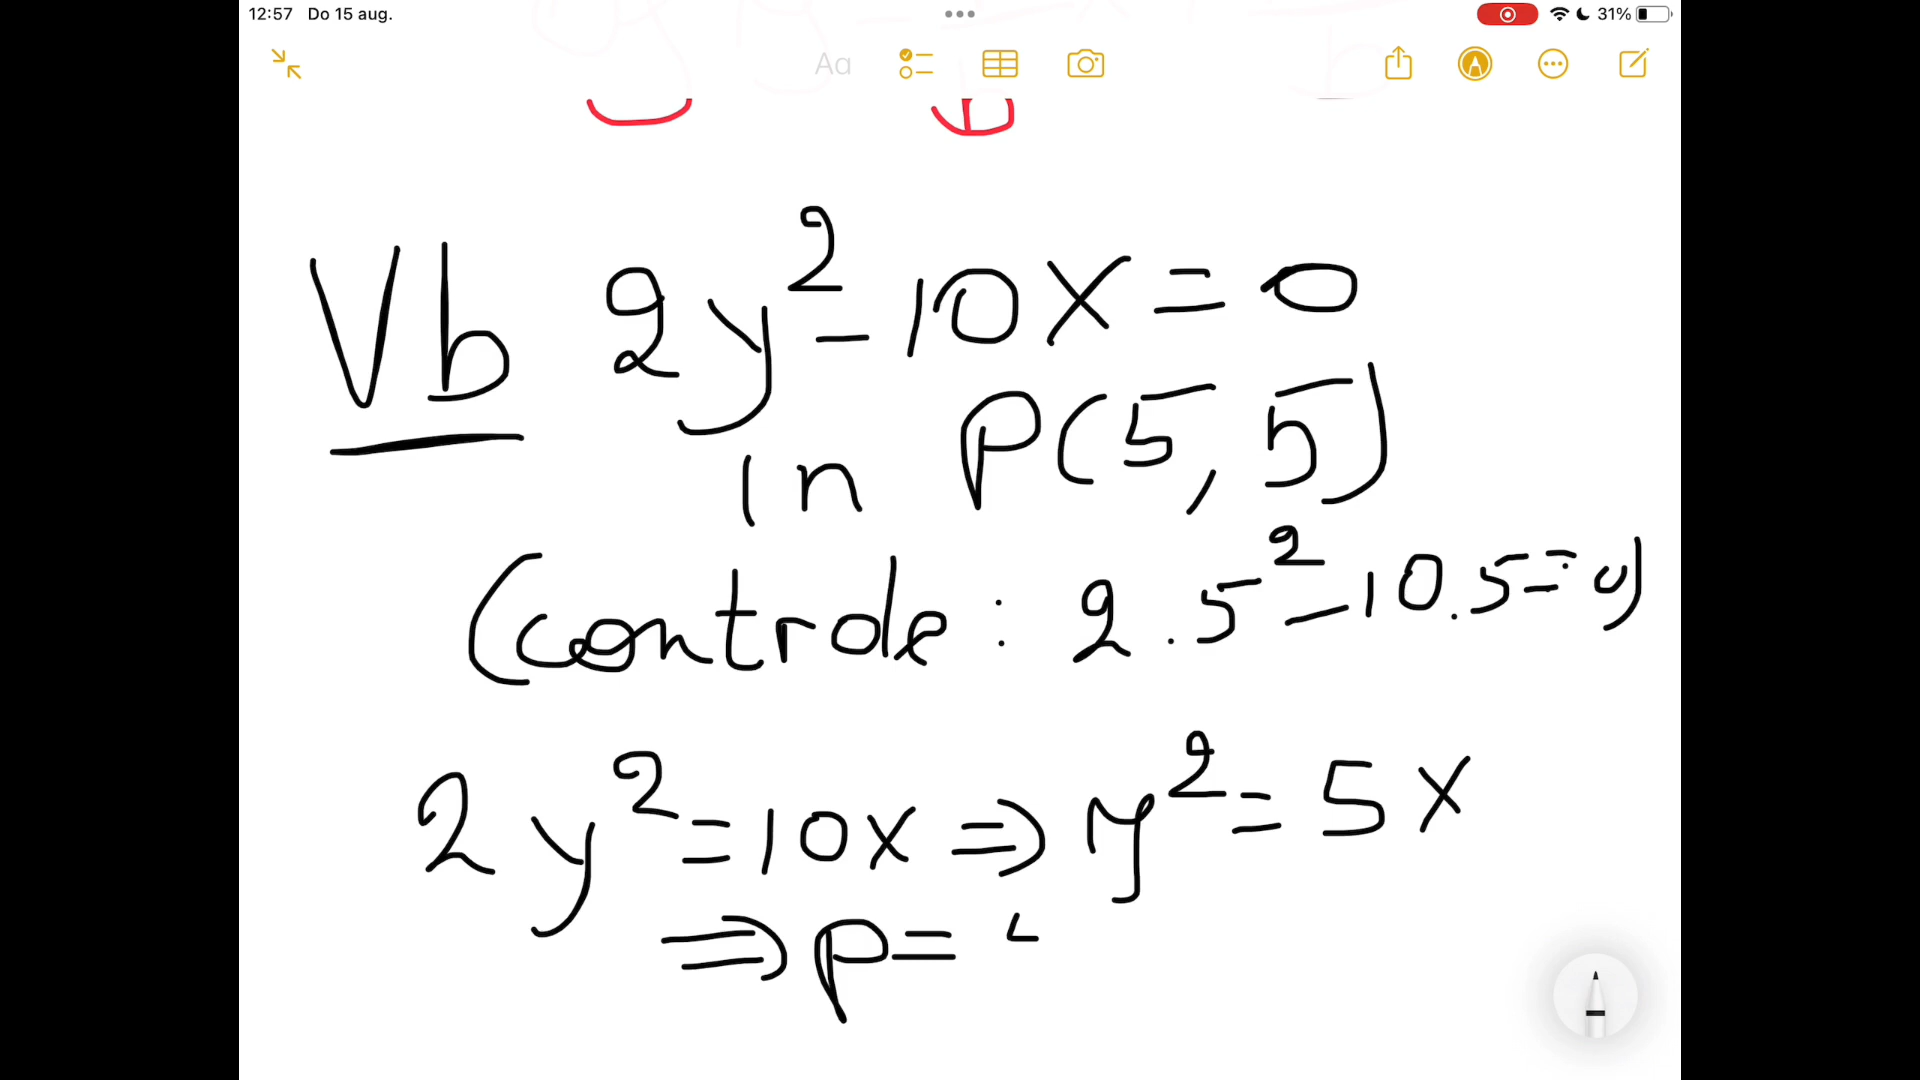 12:57 Do 15 aug. 31%
Aa
Vb 2y² - 10x = 0
in P(5, 5)
(controle: 2.5² - 10.5 = 0)
2y² = 10x ⇒ y² = 5x
⇒ p =